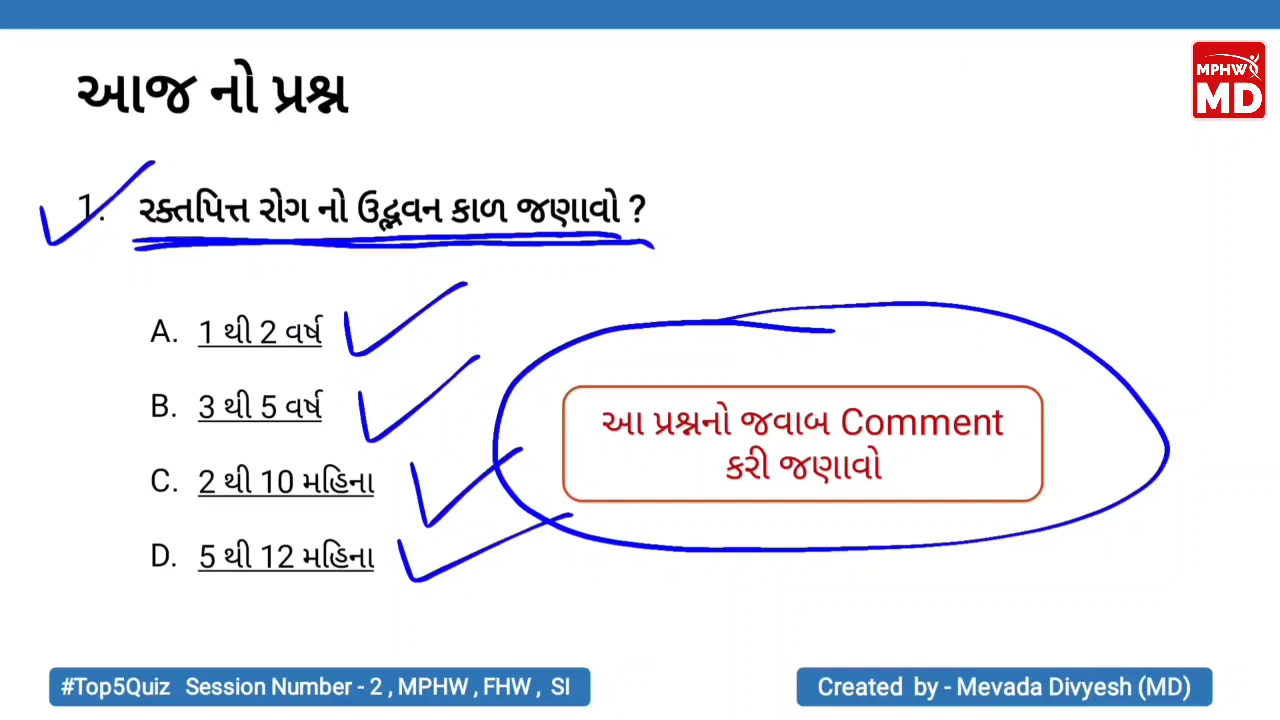 આજ નો પ્રશ્ન
MPHW
MD
1. રક્તપિત્ત રોગ નો ઉદ્ભવન કાળ જણાવો ?
A. 1 થી 2 વર્ષ
B. 3 થી 5 વર્ષ
C. 2 થી 10 મહિના
D. 5 થી 12 મહિના
આ પ્રશ્નનો જવાબ Comment
કરી જણાવો
#Top5Quiz Session Number - 2 , MPHW , FHW , SI
Created by - Mevada Divyesh (MD)